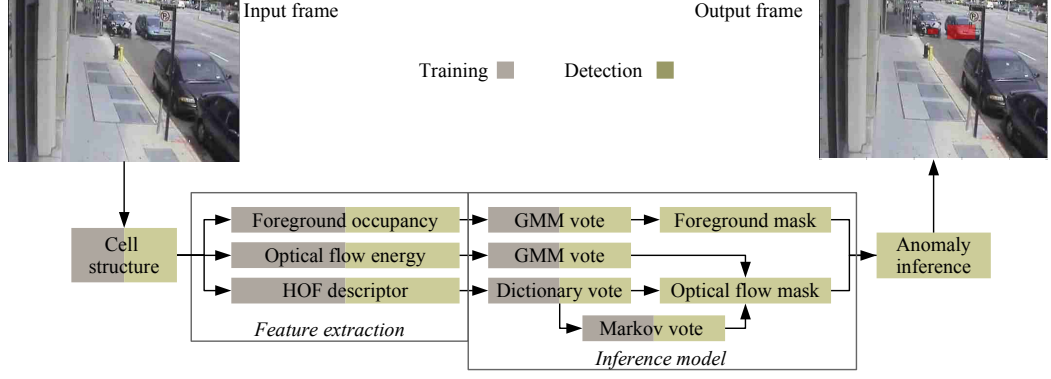 Input frame
Output frame
Training
Detection
Cell
structure
Foreground occupancy
Optical flow energy
HOF descriptor
Feature extraction
GMM vote
Foreground mask
GMM vote
Dictionary vote
Optical flow mask
Markov vote
Inference model
Anomaly
inference